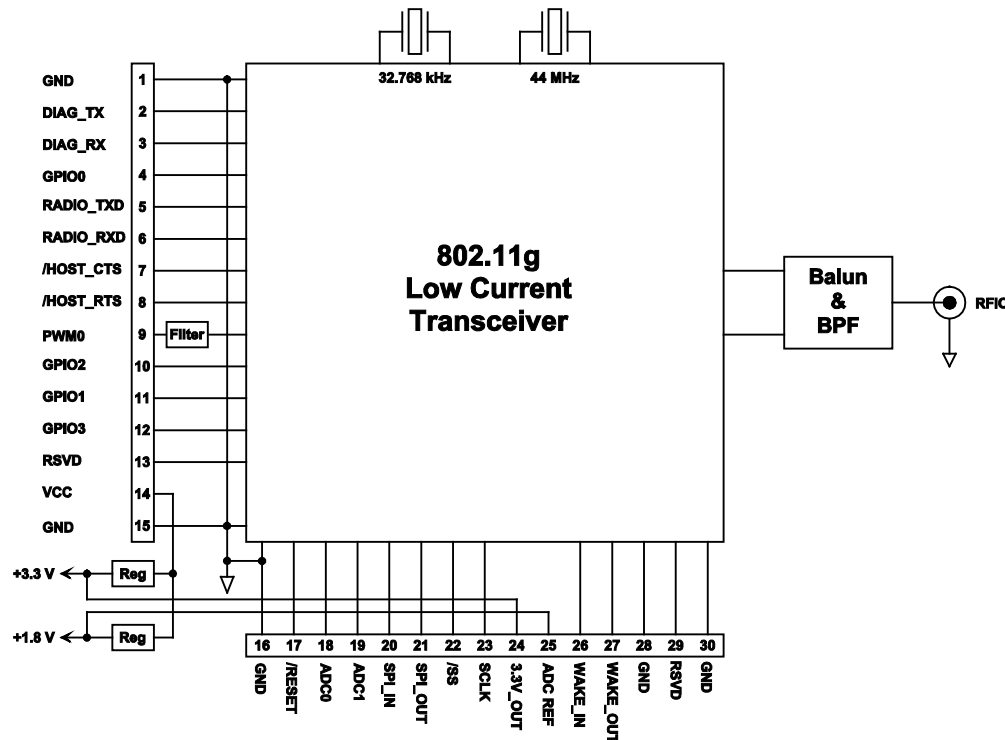 32.768 kHz
44 MHz
GND 1
DIAG_TX 2
DIAG_RX 3
GPIO0 4
RADIO_TXD 5
RADIO_RXD 6
/HOST_CTS 7
/HOST_RTS 8
PWM0 9 Filter
GPIO2 10
GPIO1 11
GPIO3 12
RSVD 13
VCC 14
GND 15
802.11g
Low Current
Transceiver
Balun
&
BPF
RFIO
+3.3 V Reg
+1.8 V Reg
16 17 18 19 20 21 22 23 24 25 26 27 28 29 30
GND
/RESET
ADC0
ADC1
SPI_IN
SPI_OUT
/SS
SCLK
3.3V_OUT
ADC REF
WAKE_IN
WAKE_OUT
GND
RSVD
GND